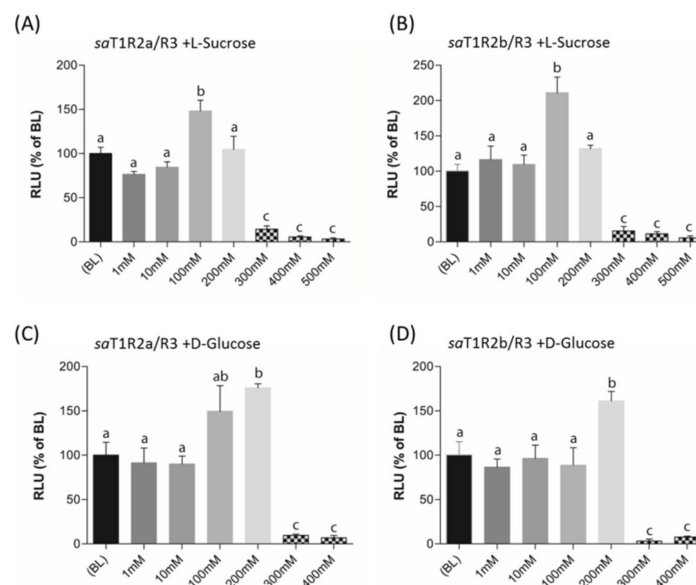 (A)
saT1R2a/R3 +L-Sucrose
RLU (% of BL)
200
150
100
50
0
a
a
a
b
a
c
c
c
(BL)
1mM
10mM
100mM
200mM
300mM
400mM
500mM
(B)
saT1R2b/R3 +L-Sucrose
RLU (% of BL)
250
200
150
100
50
0
a
a
a
b
a
c
c
c
(BL)
1mM
10mM
100mM
200mM
300mM
400mM
500mM
(C)
saT1R2a/R3 +D-Glucose
RLU (% of BL)
200
150
100
50
0
a
a
a
ab
b
c
c
(BL)
1mM
10mM
100mM
200mM
300mM
400mM
(D)
saT1R2b/R3 +D-Glucose
RLU (% of BL)
200
150
100
50
0
a
a
a
a
b
c
c
(BL)
1mM
10mM
100mM
200mM
300mM
400mM